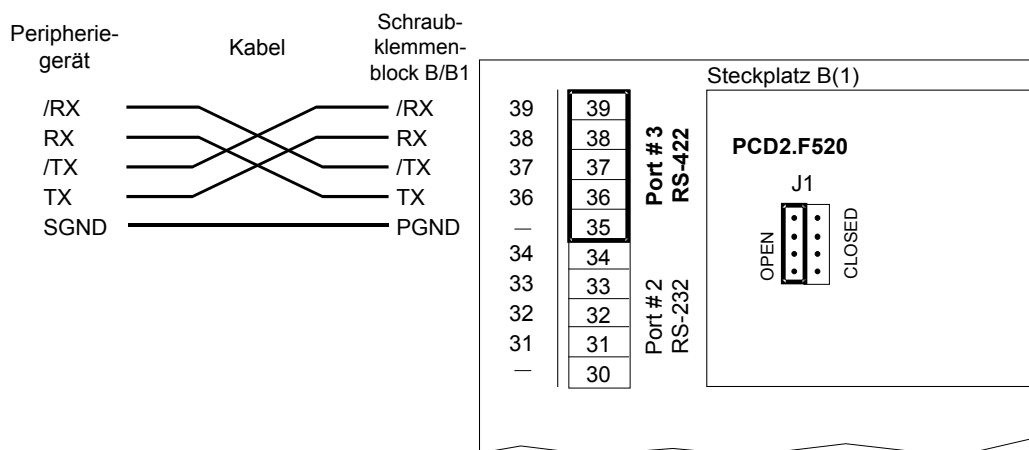 Peripherie-
gerät
Kabel
Schraub-
klemmen-
block B/B1
/RX /RX
RX RX
/TX /TX
TX TX
SGND PGND
Steckplatz B(1)
39 39
38 38
37 37
36 36
— 35
34 34
33 33
32 32
31 31
— 30
Port # 3
RS-422
Port # 2
RS-232
PCD2.F520
J1
OPEN
CLOSED